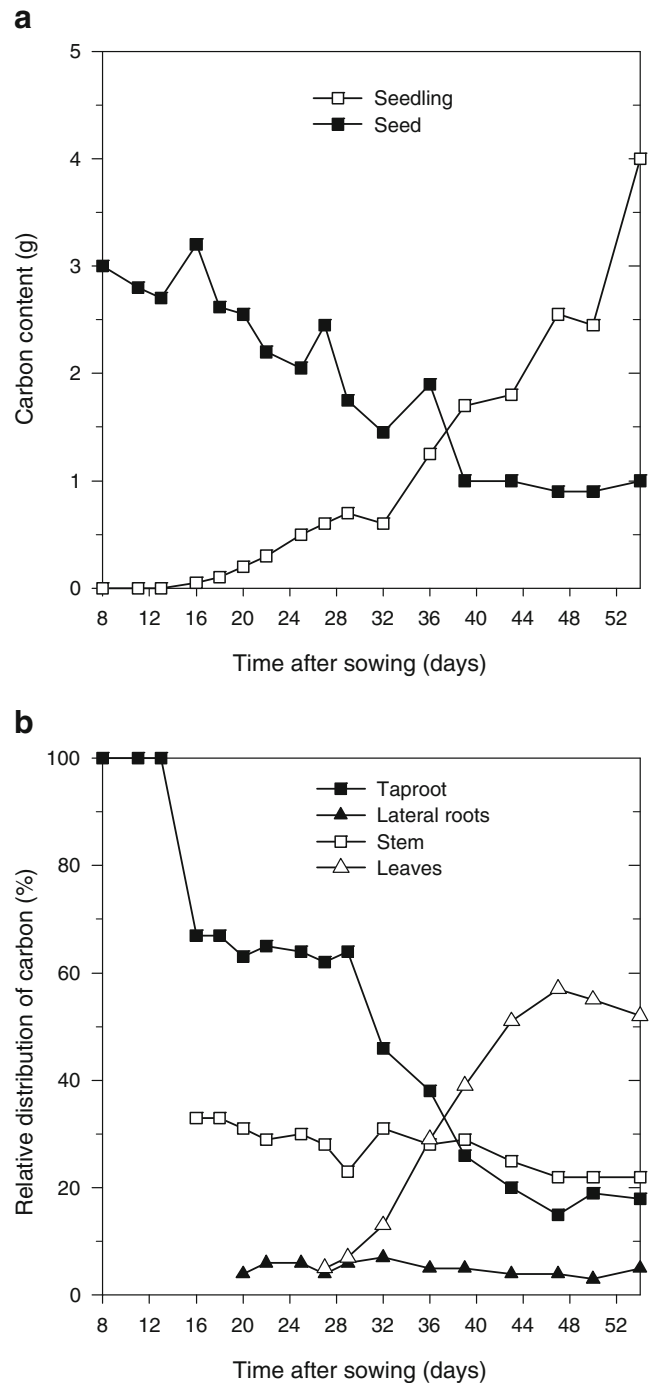 a
5
4
3
2
1
0
Carbon content (g)
Seedling
Seed
8 12 16 20 24 28 32 36 40 44 48 52
Time after sowing (days)
b
100
80
60
40
20
0
Relative distribution of carbon (%)
Taproot
Lateral roots
Stem
Leaves
8 12 16 20 24 28 32 36 40 44 48 52
Time after sowing (days)